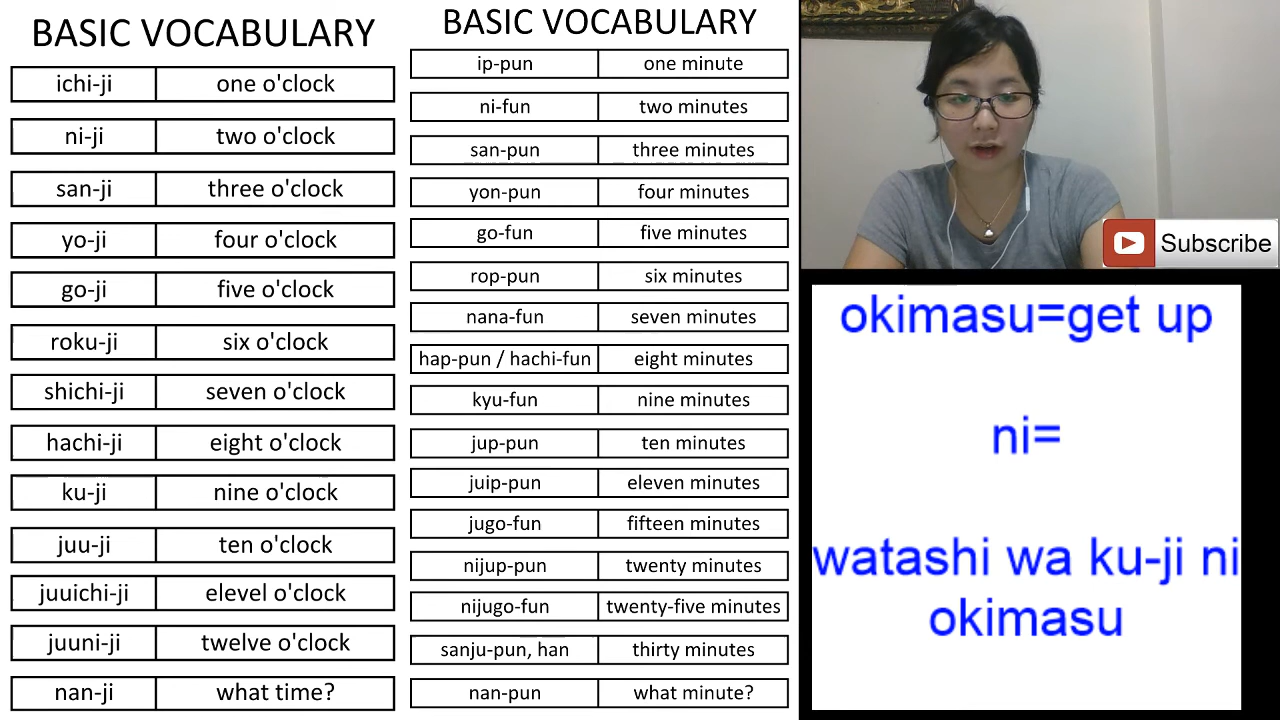 BASIC VOCABULARY
ichi-ji one o'clock
ni-ji two o'clock
san-ji three o'clock
yo-ji four o'clock
go-ji five o'clock
roku-ji six o'clock
shichi-ji seven o'clock
hachi-ji eight o'clock
ku-ji nine o'clock
juu-ji ten o'clock
juuichi-ji elevel o'clock
juuni-ji twelve o'clock
nan-ji what time?
BASIC VOCABULARY
ip-pun one minute
ni-fun two minutes
san-pun three minutes
yon-pun four minutes
go-fun five minutes
rop-pun six minutes
nana-fun seven minutes
hap-pun / hachi-fun eight minutes
kyu-fun nine minutes
jup-pun ten minutes
juip-pun eleven minutes
jugo-fun fifteen minutes
nijup-pun twenty minutes
nijugo-fun twenty-five minutes
sanju-pun, han thirty minutes
nan-pun what minute?
Subscribe
okimasu=get up
ni=
watashi wa ku-ji ni
okimasu